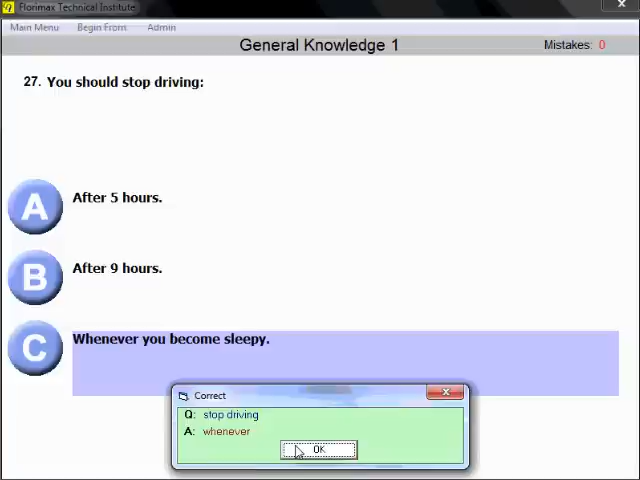 Florimax Technical Institute
Main Menu Begin Front Admin
General Knowledge 1 Mistakes: 0
27. You should stop driving:
A After 5 hours.
B After 9 hours.
C Whenever you become sleepy.
Correct
Q: stop driving
A: whenever
OK